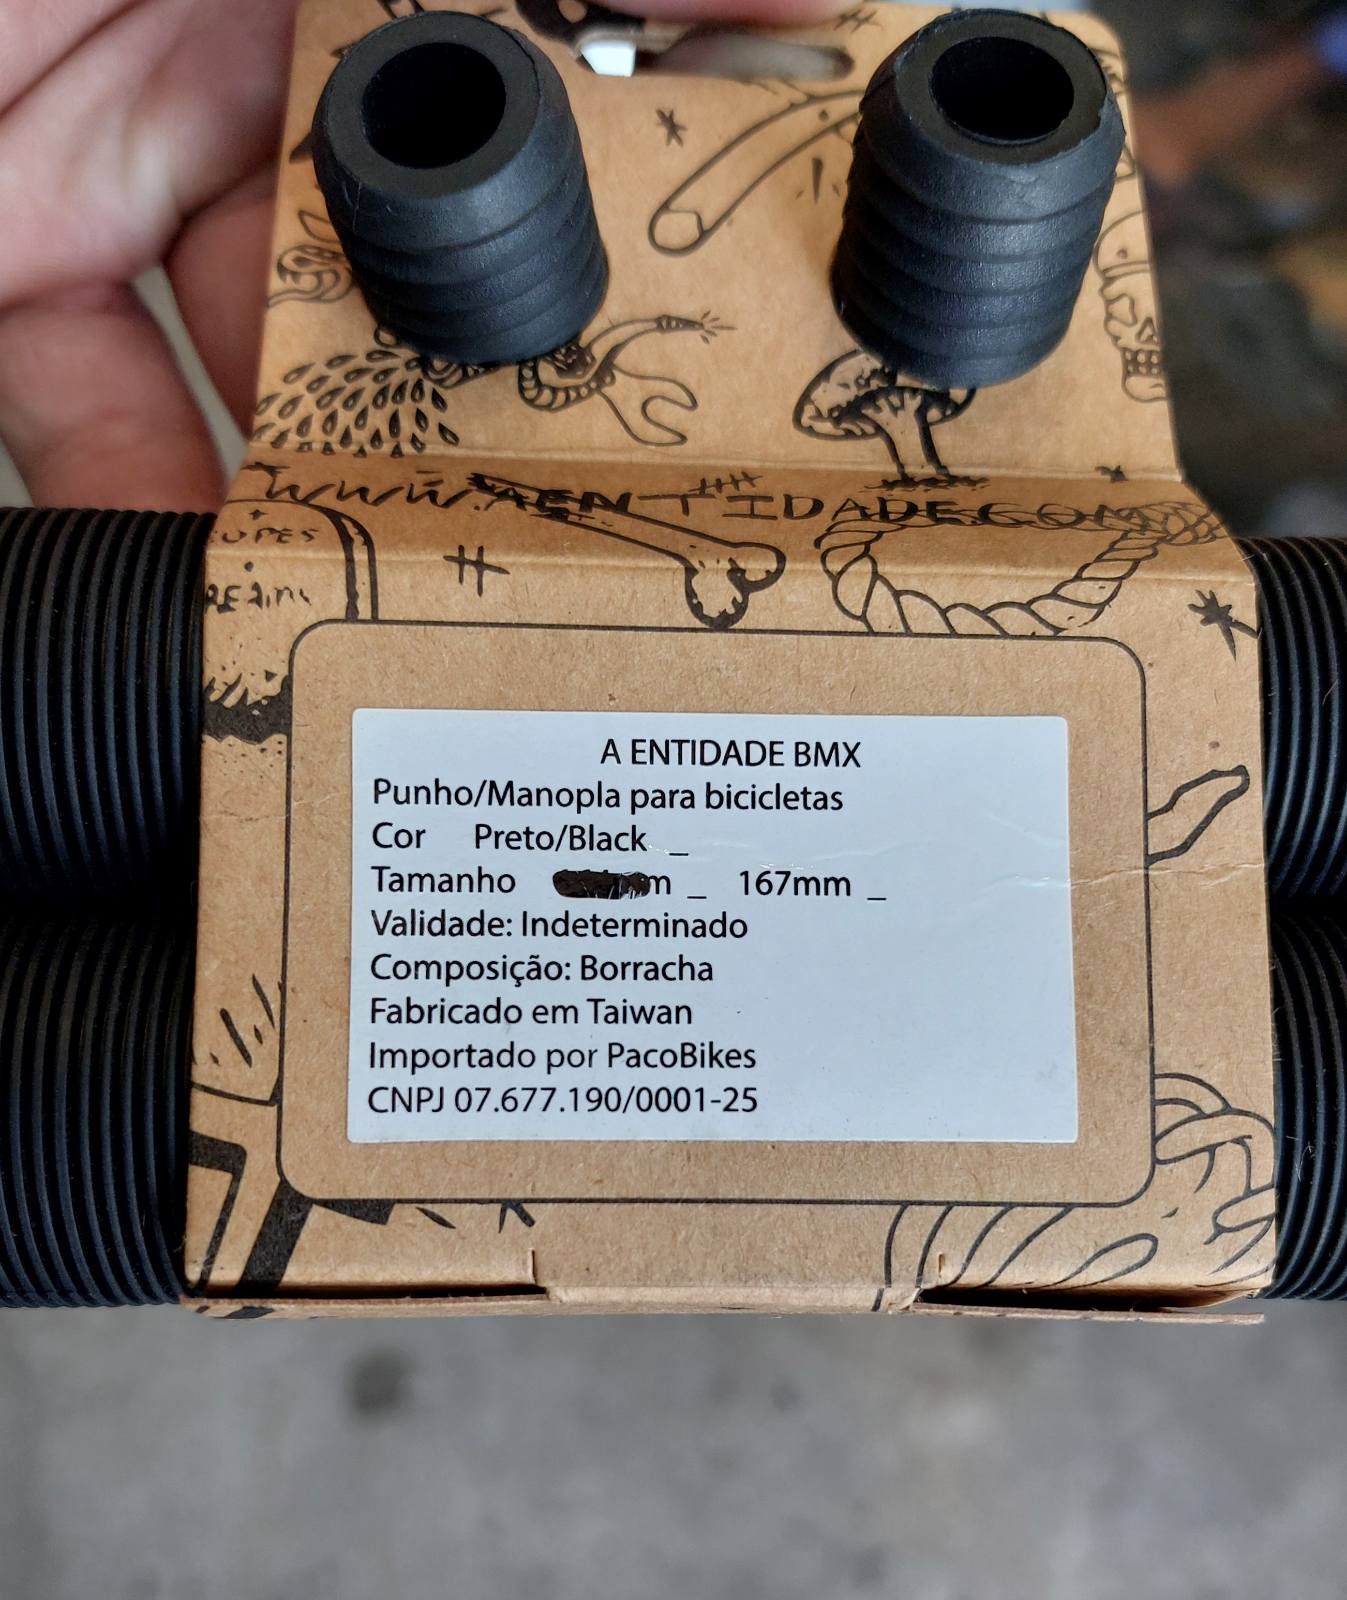 www.AENTIDADE.COM
A ENTIDADE BMX
Punho/Manopla para bicicletas
Cor Preto/Black _
Tamanho m _ 167mm _
Validade: Indeterminado
Composição: Borracha
Fabricado em Taiwan
Importado por PacoBikes
CNPJ 07.677.190/0001-25